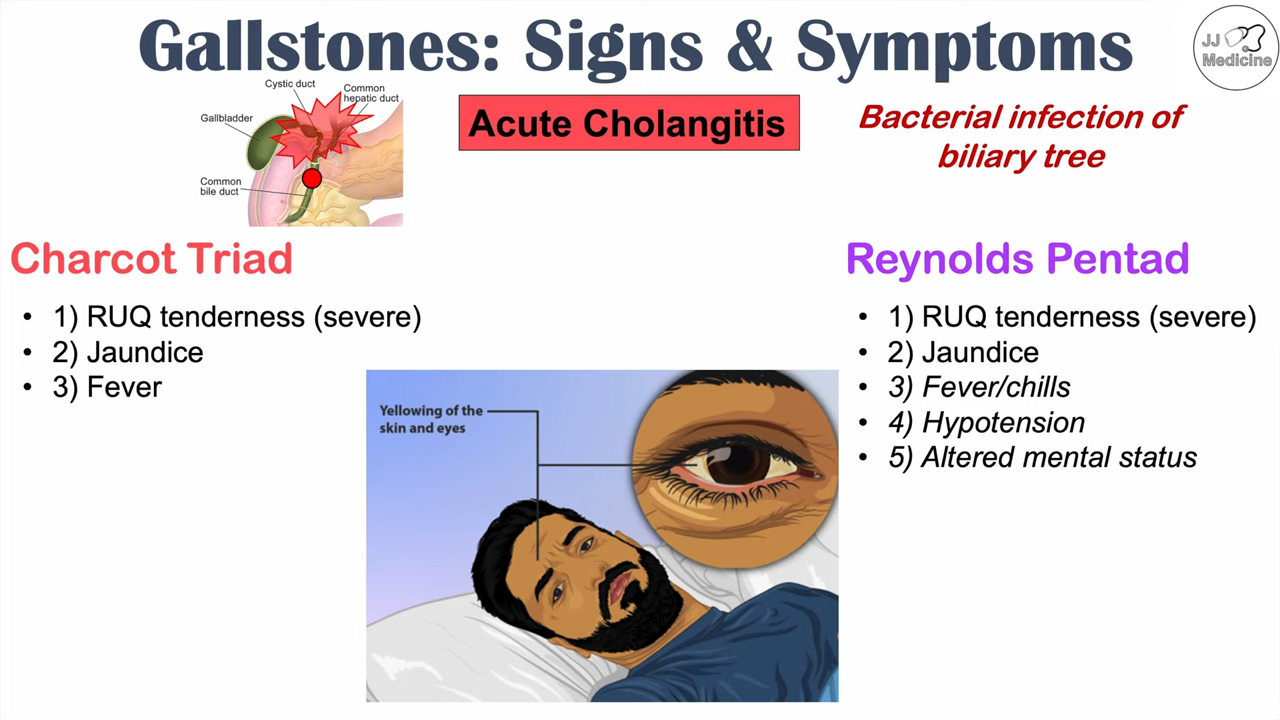 Gallstones: Signs & Symptoms
JJ
Medicine
Cystic duct
Common
hepatic duct
Gallbladder
Common
bile duct
Acute Cholangitis
Bacterial infection of
biliary tree
Charcot Triad
• 1) RUQ tenderness (severe)
• 2) Jaundice
• 3) Fever
Reynolds Pentad
• 1) RUQ tenderness (severe)
• 2) Jaundice
• 3) Fever/chills
• 4) Hypotension
• 5) Altered mental status
Yellowing of the
skin and eyes